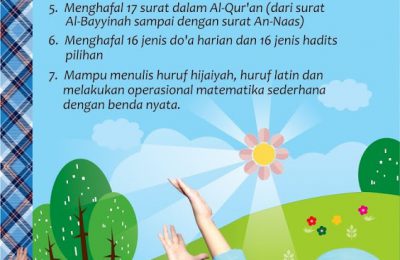 5. Menghafal 17 surat dalam Al-Qur'an (dari surat
Al-Bayyinah sampai dengan surat An-Naas)
6. Menghafal 16 jenis do'a harian dan 16 jenis hadits
pilihan
7. Mampu menulis huruf hijaiyah, huruf latin dan
melakukan operasional matematika sederhana
dengan benda nyata.